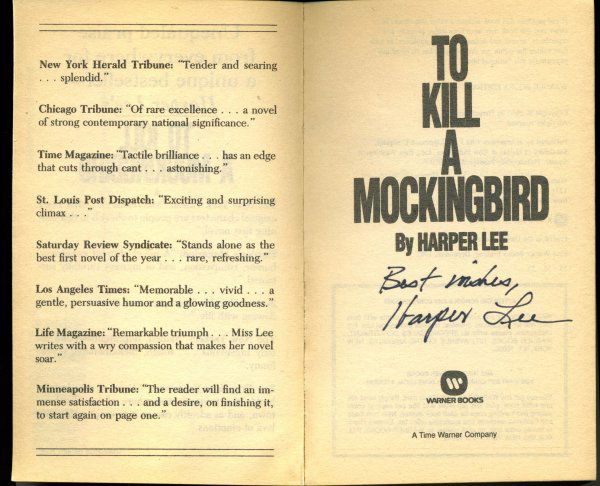 New York Herald Tribune: “Tender and searing
. . . splendid.”
Chicago Tribune: “Of rare excellence . . . a novel
of strong contemporary national significance.”
Time Magazine: “Tactile brilliance . . . has an edge
that cuts through cant . . . astonishing.”
St. Louis Post Dispatch: “Exciting and surprising
climax . . .”
Saturday Review Syndicate: “Stands alone as the
best first novel of the year . . . rare, refreshing.”
Los Angeles Times: “Memorable . . . vivid . . . a
gentle, persuasive humor and a glowing goodness.”
Life Magazine: “Remarkable triumph . . . Miss Lee
writes with a wry compassion that makes her novel
soar.”
Minneapolis Tribune: “The reader will find an im-
mense satisfaction . . . and a desire, on finishing it,
to start again on page one.”
TO
KILL
A
MOCKINGBIRD
By HARPER LEE
Best wishes,
Harper Lee
WARNER BOOKS
A Time Warner Company